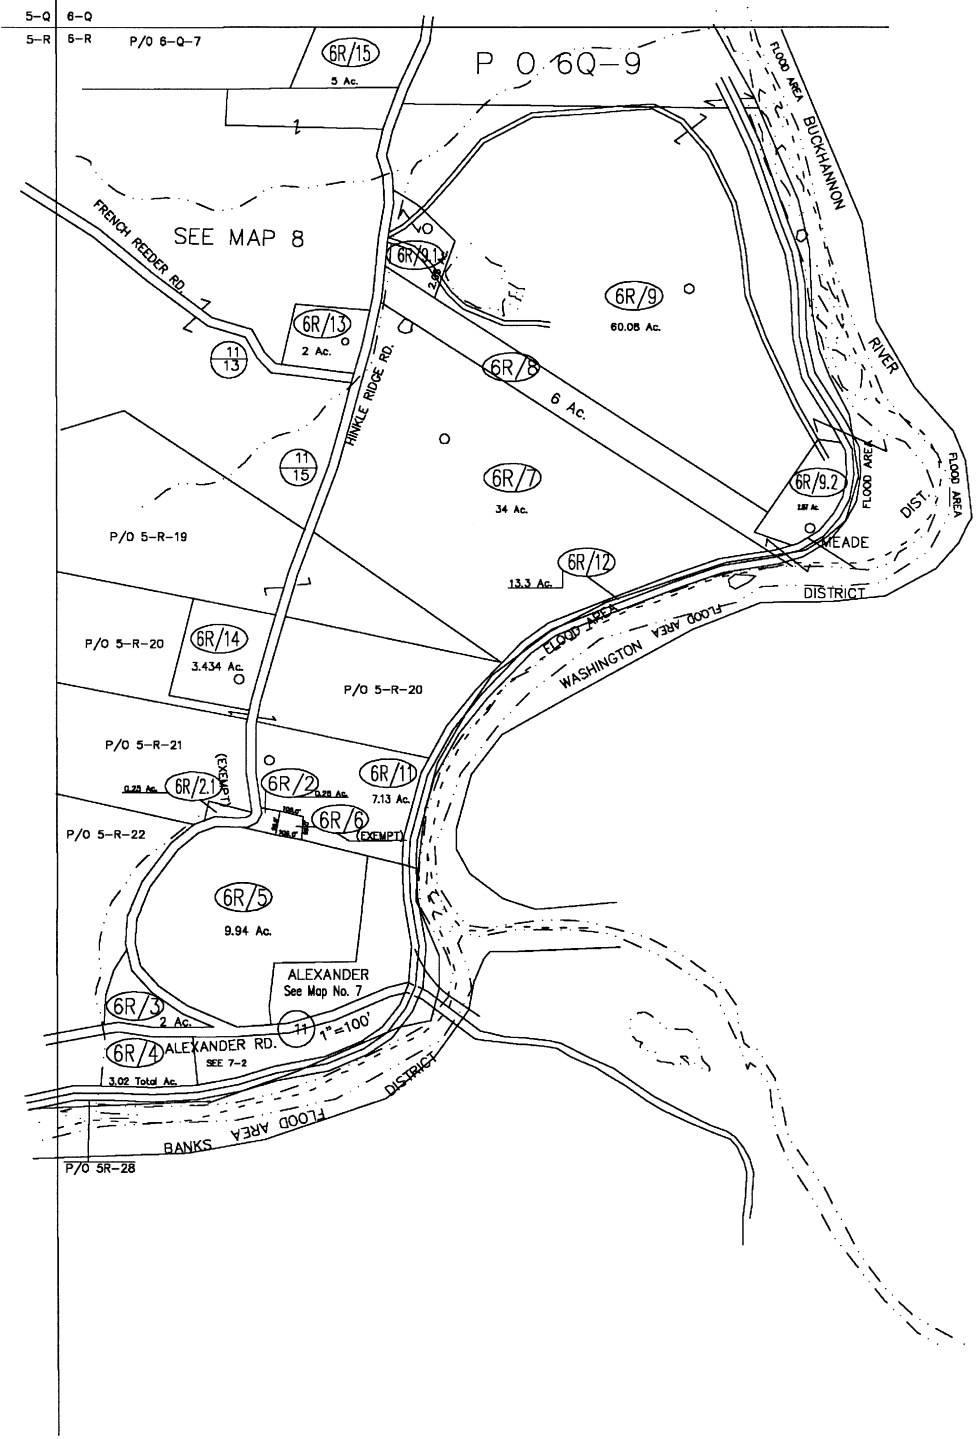 5-Q 6-Q
5-R 6-R P/O 6-Q-7
6R/15
5 Ac.
P O 6Q-9
FLOOD AREA
BUCKHANNON
FRENCH REEDER RD.
SEE MAP 8
6R/9.1
6R/9
60.08 Ac.
6R/13
2 Ac.
11
13
HINKLE RIDGE RD.
6R/8
6 Ac.
RIVER
11
15
6R/7
34 Ac.
6R/9.2
FLOOD AREA
DIST.
FLOOD AREA
P/O 5-R-19
MEADE
6R/12
13.3 Ac.
DISTRICT
FLOOD AREA
FLOOD AREA
WASHINGTON
P/O 5-R-20
6R/14
3.434 Ac.
P/O 5-R-20
P/O 5-R-21
(EXEMPT)
0.25 Ac.
6R/2.1
6R/2
0.25 Ac.
6R/11
7.13 Ac.
6R/6
(EXEMPT)
P/O 5-R-22
6R/5
9.94 Ac.
ALEXANDER
See Map No. 7
6R/3
2 Ac.
11
1"=100'
6R/4
ALEXANDER RD.
SEE 7-2
3.02 Total Ac.
DISTRICT
FLOOD AREA
BANKS
P/O 5R-28